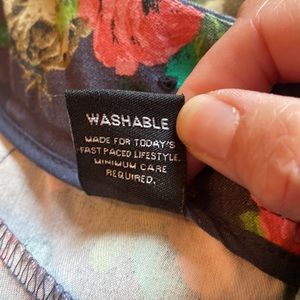 WASHABLE
MADE FOR TODAY'S
FAST PACED LIFESTYLE.
MINIMUM CARE
REQUIRED.